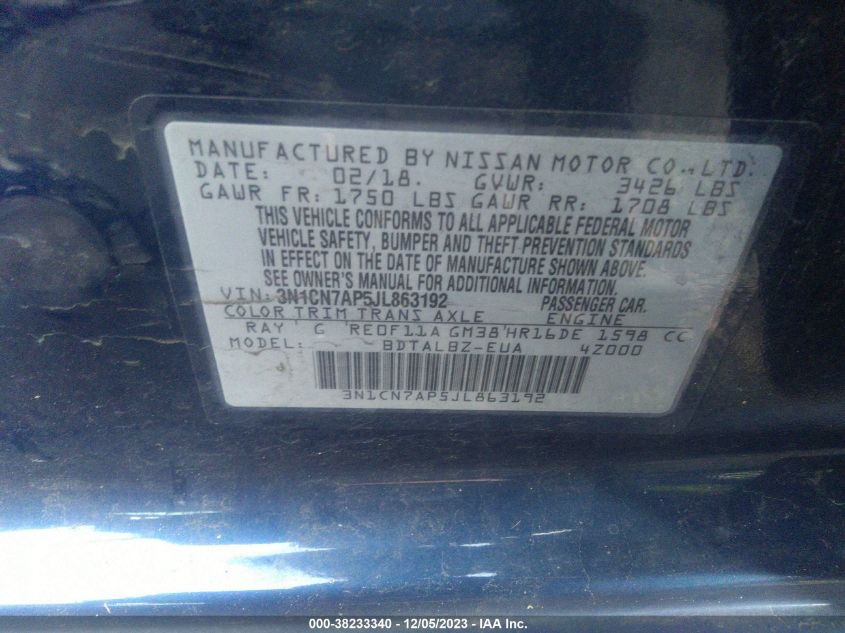 MANUFACTURED BY NISSAN MOTOR CO., LTD.
DATE: 02/18. GVWR: 3426 LBS
GAWR FR: 1750 LBS GAWR RR: 1708 LBS
THIS VEHICLE CONFORMS TO ALL APPLICABLE FEDERAL MOTOR
VEHICLE SAFETY, BUMPER AND THEFT PREVENTION STANDARDS
IN EFFECT ON THE DATE OF MANUFACTURE SHOWN ABOVE.
SEE OWNER'S MANUAL FOR ADDITIONAL INFORMATION.
VIN: 3N1CN7AP5JL863192 PASSENGER CAR.
COLOR TRIM TRANS AXLE ENGINE
RAY ' G 'RE0F11A GM38'HR16DE 1598 CC
MODEL: BDTALBZ-EUA 4Z000
3N1CN7AP5JL863192
000-38233340 - 12/05/2023 - IAA Inc.